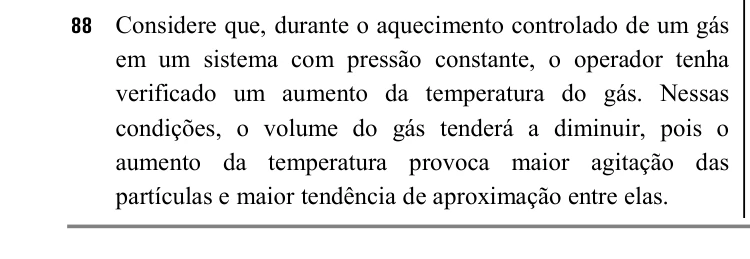 88 Considere que, durante o aquecimento controlado de um gás
em um sistema com pressão constante, o operador tenha
verificado um aumento da temperatura do gás. Nessas
condições, o volume do gás tenderá a diminuir, pois o
aumento da temperatura provoca maior agitação das
partículas e maior tendência de aproximação entre elas.